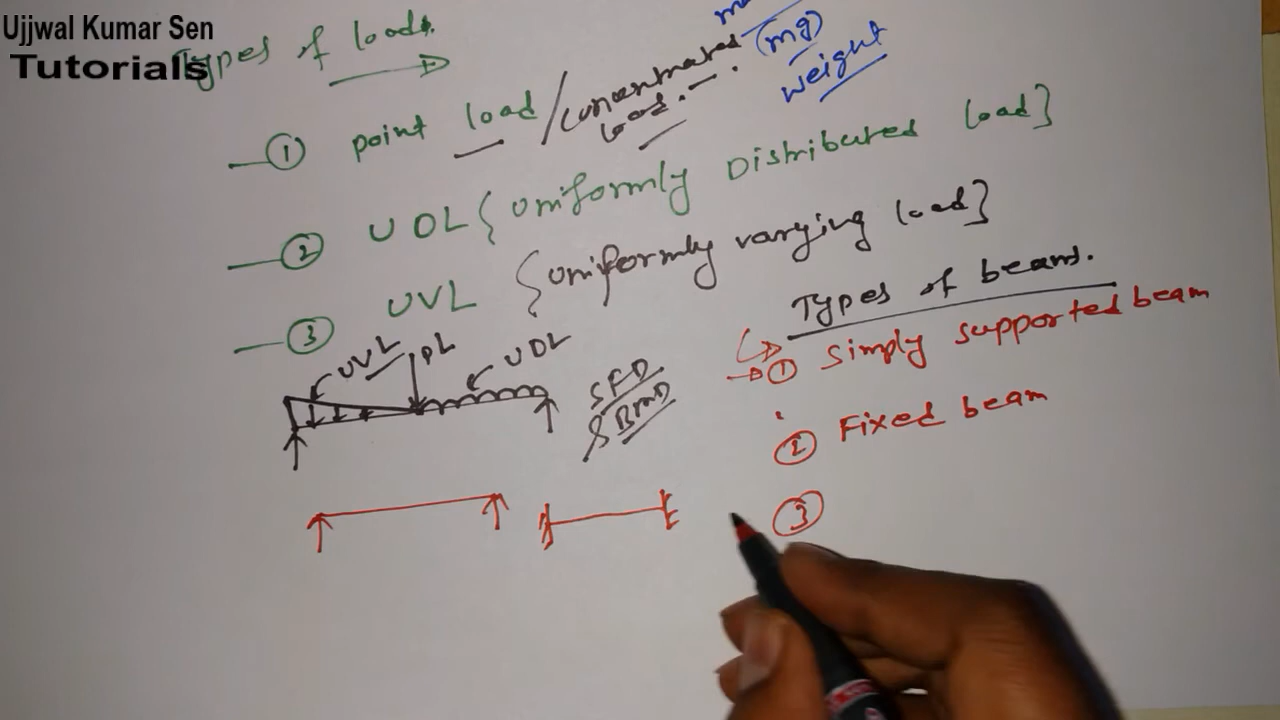 Ujjwal Kumar Sen
Tutorials
Types of loads.
① point load / concentrated load.
(mg)
weight
② UDL { Uniformly Distributed load]
③ UVL { Uniformly varying load}
UVL PL UDL
SFD
& BMD
Types of beams.
① Simply supported beam
② Fixed beam
③